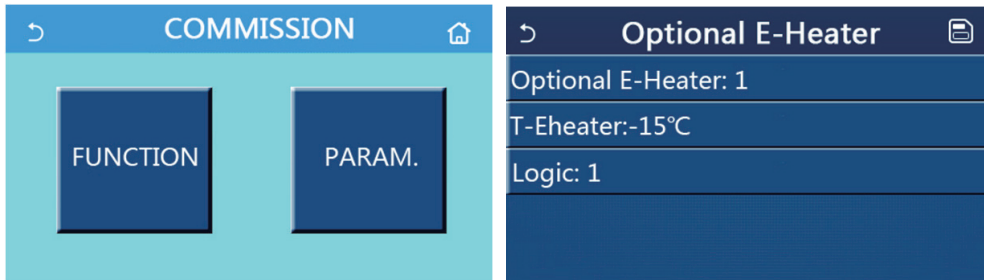 COMMISSION
FUNCTION
PARAM.
Optional E-Heater
Optional E-Heater: 1
T-Eheater:-15℃
Logic: 1